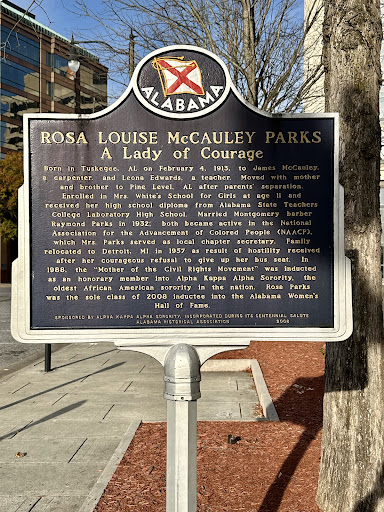 ALABAMA
ROSA LOUISE McCAULEY PARKS
A Lady of Courage
Born in Tuskegee, AL on February 4, 1913, to James McCauley,
a carpenter, and Leona Edwards, a teacher. Moved with mother
and brother to Pine Level, AL after parents' separation.
Enrolled in Mrs. White's School for Girls at age 11 and
received her high school diploma from Alabama State Teachers
College Laboratory High School. Married Montgomery barber
Raymond Parks in 1932; both became active in the National
Association for the Advancement of Colored People (NAACP),
which Mrs. Parks served as local chapter secretary. Family
relocated to Detroit, MI in 1957 as result of hostility received
after her courageous refusal to give up her bus seat. In
1988, the "Mother of the Civil Rights Movement" was inducted
as an honorary member into Alpha Kappa Alpha Sorority, the
oldest African American sorority in the nation. Rosa Parks
was the sole class of 2008 inductee into the Alabama Women's
Hall of Fame.
SPONSORED BY ALPHA KAPPA ALPHA SORORITY, INCORPORATED DURING ITS CENTENNIAL SALUTE
ALABAMA HISTORICAL ASSOCIATION 2008